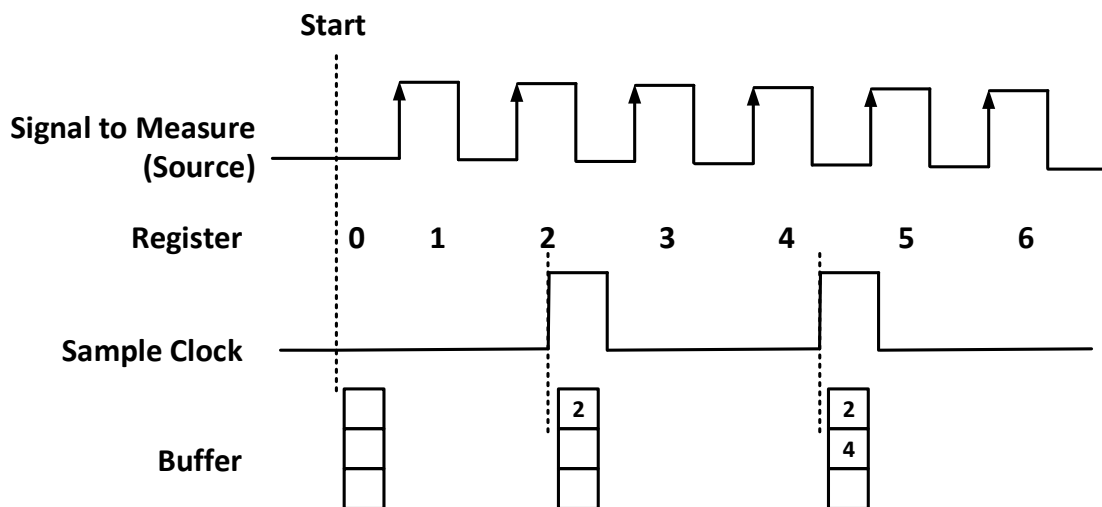 Start
Signal to Measure
(Source)
Register 0 1 2 3 4 5 6
Sample Clock
Buffer
2
2
4